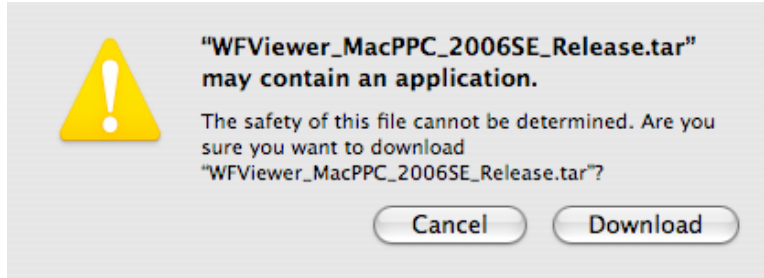 “WFViewer_MacPPC_2006SE_Release.tar”
may contain an application.
The safety of this file cannot be determined. Are you
sure you want to download
“WFViewer_MacPPC_2006SE_Release.tar”?
Cancel Download